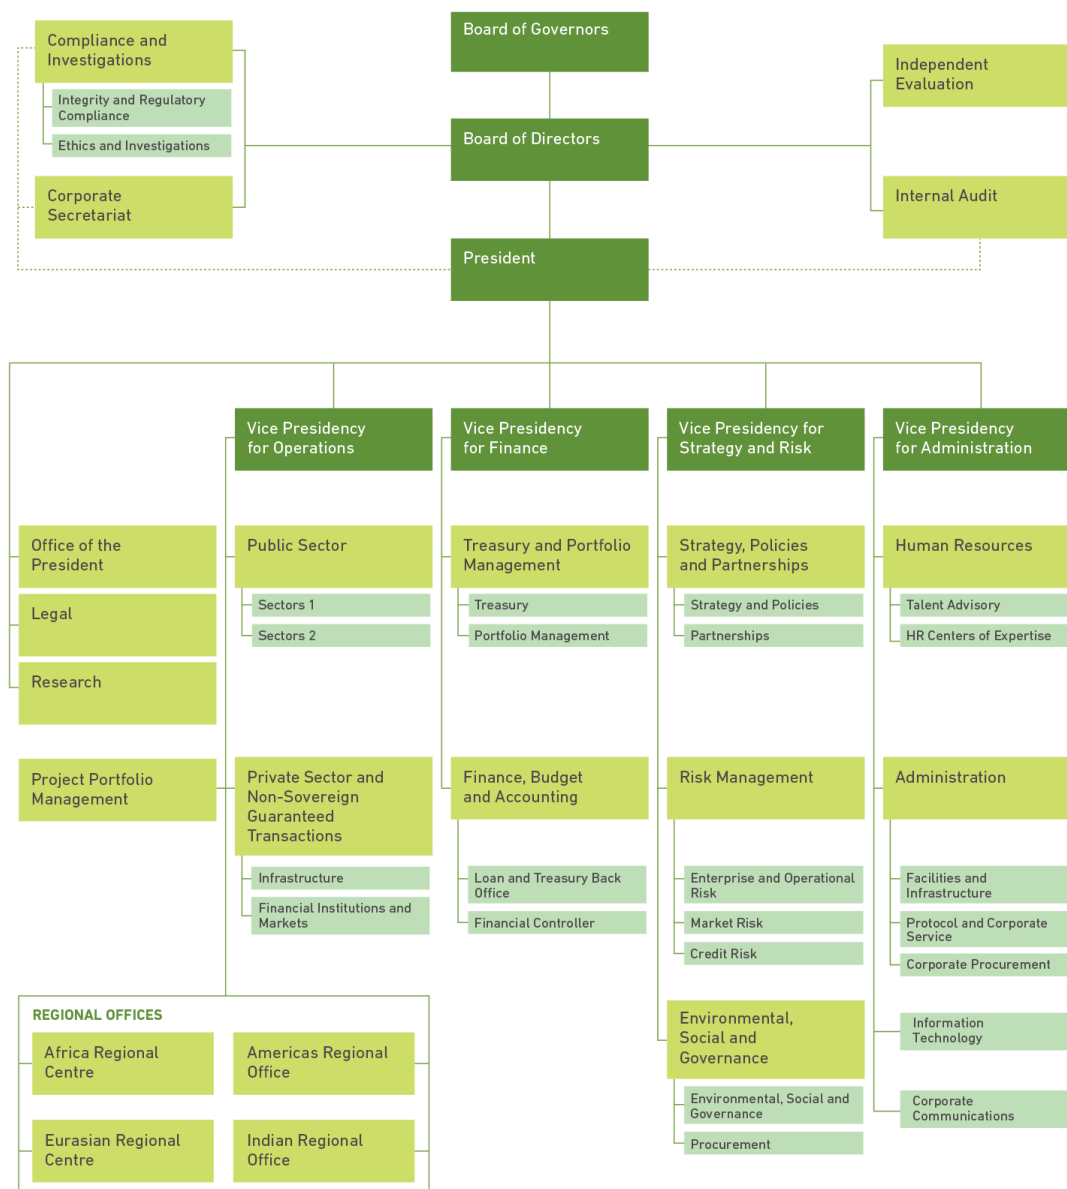 Compliance and
Investigations
Integrity and Regulatory
Compliance
Ethics and Investigations
Corporate
Secretariat
Board of Governors
Board of Directors
President
Independent
Evaluation
Internal Audit
Office of the
President
Legal
Research
Project Portfolio
Management
Vice Presidency
for Operations
Public Sector
Sectors 1
Sectors 2
Private Sector and
Non-Sovereign
Guaranteed
Transactions
Infrastructure
Financial Institutions and
Markets
Vice Presidency
for Finance
Treasury and Portfolio
Management
Treasury
Portfolio Management
Finance, Budget
and Accounting
Loan and Treasury Back
Office
Financial Controller
Vice Presidency for
Strategy and Risk
Strategy, Policies
and Partnerships
Strategy and Policies
Partnerships
Risk Management
Enterprise and Operational
Risk
Market Risk
Credit Risk
Environmental,
Social and
Governance
Environmental, Social and
Governance
Procurement
Vice Presidency
for Administration
Human Resources
Talent Advisory
HR Centers of Expertise
Administration
Facilities and
Infrastructure
Protocol and Corporate
Service
Corporate Procurement
Information
Technology
Corporate
Communications
REGIONAL OFFICES
Africa Regional
Centre
Americas Regional
Office
Eurasian Regional
Centre
Indian Regional
Office